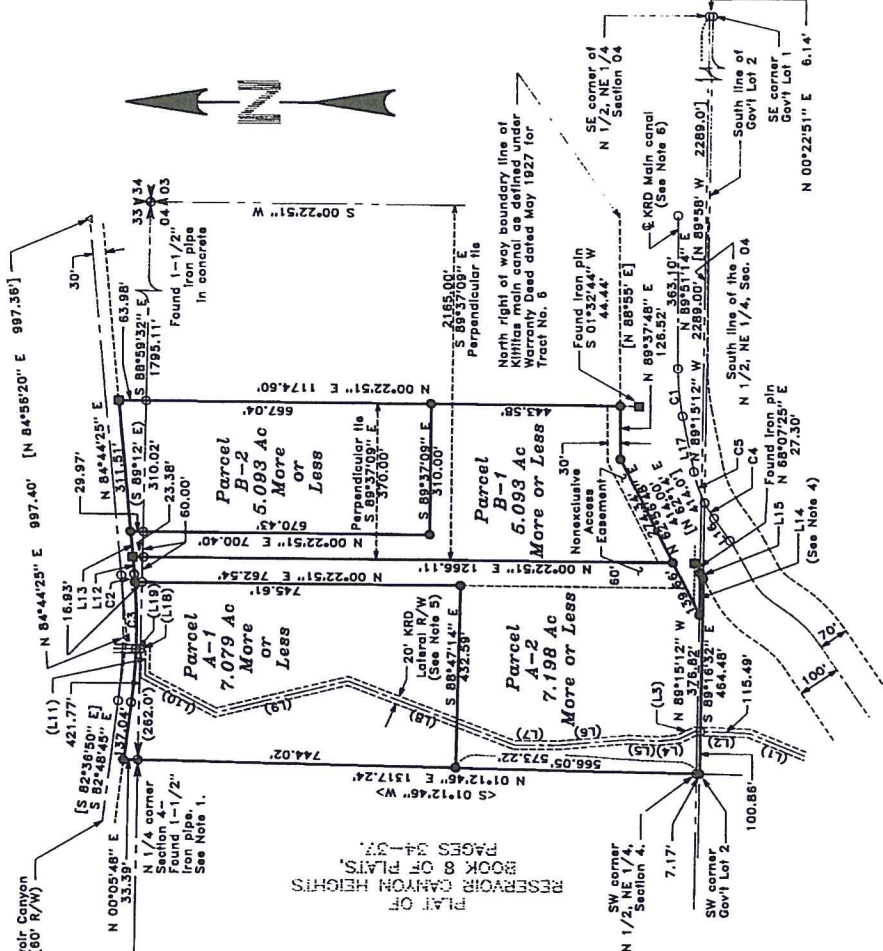 voir Canyon
(60' R/W)
[S 82°36'50" E]
S 82°48'45" E
137.04'
N 00°05'48" E
33.39'
N 1/4 corner
Section 4-
Found 1-1/2"
Iron pipe,
See Note 1.
(L11)
421.77'
(262.0')
16.83'
N 84°44'25" E 997.40' [N 84°56'20" E 997.36']
L13
L12
C2
C3
(L19)
(L18)
29.97'
N 84°44'25" E
311.51'
(S 89°12' E)
310.02'
23.38'
60.00'
63.98'
30'
S 88°59'32" E
1795.11'
33 34
04 03
Found 1-1/2"
Iron pipe
In concrete
S 00°22'51" W
N
Parcel
A-1
7.079 Ac
More
or
Less
(L10)
(L9)
(L8)
744.02'
745.61'
N 00°22'51" E 762.54'
N 00°22'51" E 700.40'
670.43'
Parcel
B-2
5.093 Ac
More
or
Less
667.04'
N 00°22'51" E 1174.60'
Perpendicular tie
S 89°37'09" E
370.00'
S 89°37'09" E
310.00'
2165.00'
S 89°37'09" E
Perpendicular tie
20' KRD
Lateral R/W
(See Note 5)
S 88°47'14" E
432.59'
<S 01°12'46" W>
N 01°12'46" E 1317.24'
N 00°22'51" E 1266.11'
Parcel
A-2
7.198 Ac
More or Less
(L7)
(L6)
(L4)(L5)
(L3)
(L2)
(L1)
566.05'
573.22'
Parcel
B-1
5.093 Ac
More or Less
443.58'
Nonexclusive
Access
Easement
60'
30'
North right of way boundary line of
Kittitas main canal as defined under
Warranty Deed dated May 1927 for
Tract No. 6
Found Iron pin
S 01°32'44" W
44.44'
[N 88°55' E]
N 89°37'48" E
126.52'
414.00'
[N 62°47' E
414.0']
PLAT OF
RESERVOIR CANYON HEIGHTS
BOOK 8 OF PLATS,
PAGES 34-37.
SW corner
N 1/2, NE 1/4,
Section 4.
7.17'
SW corner
Gov't Lot 2
100.86'
N 89°15'12" W
376.82'
S 89°16'32" E
464.48'
115.49'
100'
70'
L14
(See Note 4)
L15
Found Iron pin
N 68°07'25" E
27.30'
L16
C4
C5
L17
C1
N 89°15'12" W
2289.00'
[N 89°58' W 2289.0']
363.10'
N 89°51'14" E
₵ KRD Main canal
(See Note 6)
South line of the
N 1/2, NE 1/4, Sec. 04
SE corner of
N 1/2, NE 1/4
Section 04
South line of
Gov't Lot 2
SE corner
Gov't Lot 1
N 00°22'51" E 6.14'